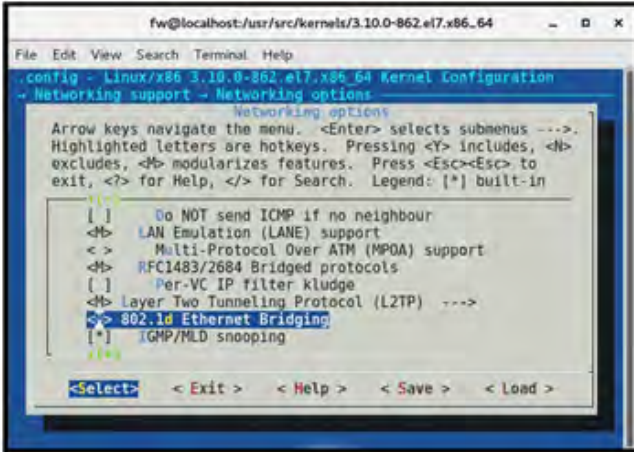 fw@localhost:/usr/src/kernels/3.10.0-862.el7.x86_64
File Edit View Search Terminal Help
.config - Linux/x86 3.10.0-862.el7.x86_64 Kernel Configuration
→ Networking support → Networking options
Networking options
Arrow keys navigate the menu. <Enter> selects submenus --->.
Highlighted letters are hotkeys. Pressing <Y> includes, <N>
excludes, <M> modularizes features. Press <Esc><Esc> to
exit, <?> for Help, </> for Search. Legend: [*] built-in
[ ] Do NOT send ICMP if no neighbour
<M> LAN Emulation (LANE) support
< > Multi-Protocol Over ATM (MPOA) support
<M> RFC1483/2684 Bridged protocols
[ ] Per-VC IP filter kludge
<M> Layer Two Tunneling Protocol (L2TP) --->
802.1d Ethernet Bridging
[*] IGMP/MLD snooping
<Select> < Exit > < Help > < Save > < Load >